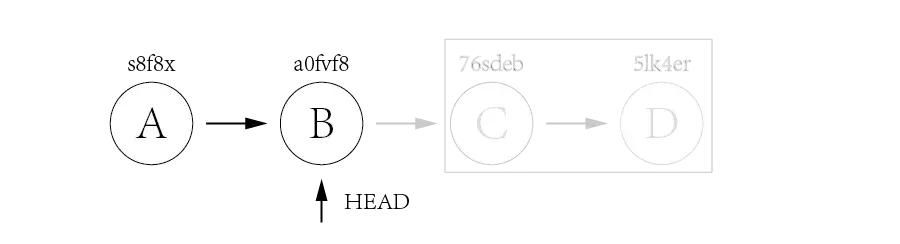 s8f8x a0fvf8 76sdeb 5lk4er
A B C D
HEAD